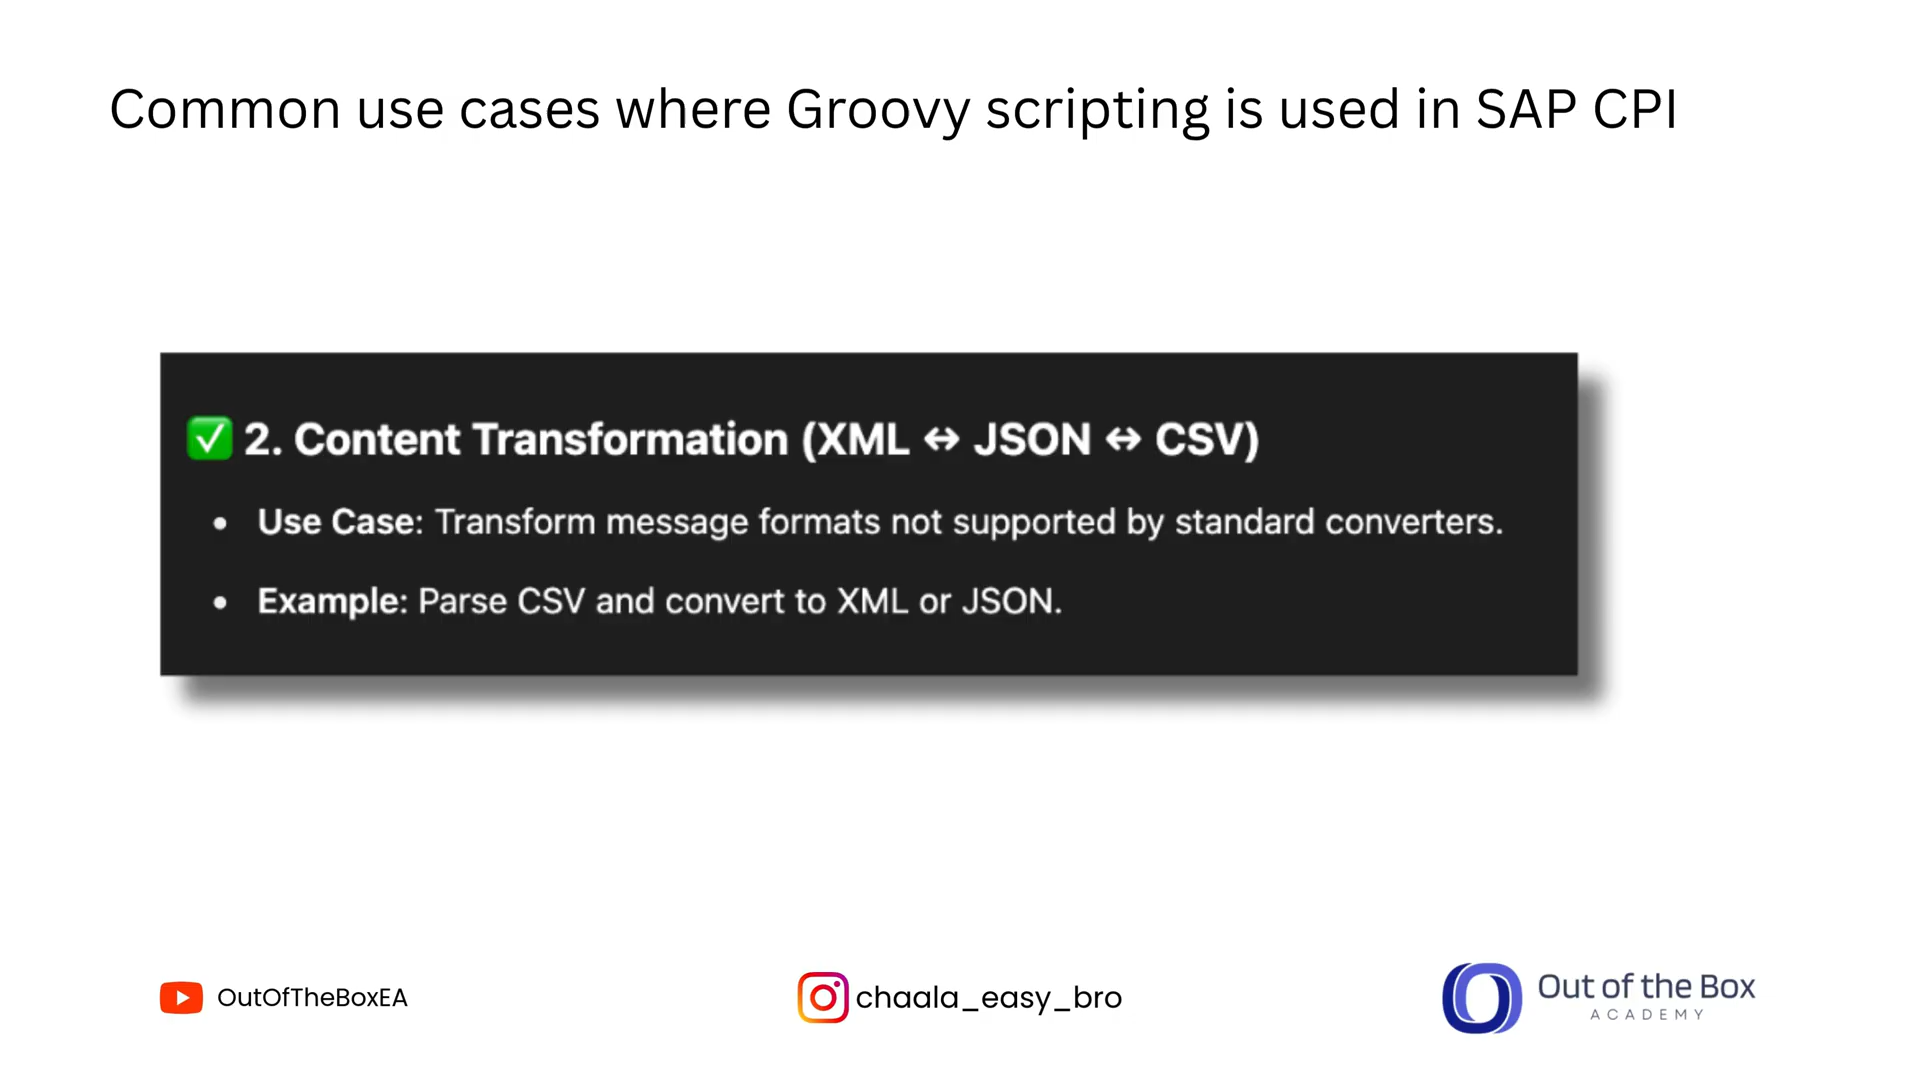 Common use cases where Groovy scripting is used in SAP CPI
✅ 2. Content Transformation (XML ↔ JSON ↔ CSV)
• Use Case: Transform message formats not supported by standard converters.
• Example: Parse CSV and convert to XML or JSON.
OutOfTheBoxEA
chaala_easy_bro
Out of the Box
ACADEMY